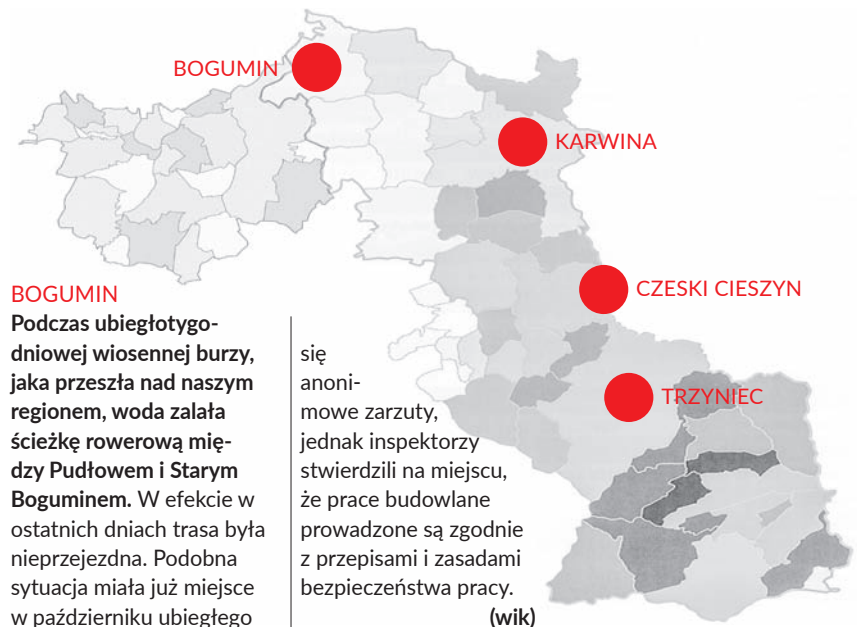 BOGUMIN
KARWINA
CZESKI CIESZYN
TRZYNIEC
BOGUMIN
Podczas ubiegłotygo-
dniowej wiosennej burzy,
jaka przeszła nad naszym
regionem, woda zalała
ścieżkę rowerową mię-
dzy Pudłowem i Starym
Boguminem. W efekcie w
ostatnich dniach trasa była
nieprzejezdna. Podobna
sytuacja miała już miejsce
w październiku ubiegłego
się
anoni-
mowe zarzuty,
jednak inspektorzy
stwierdzili na miejscu,
że prace budowlane
prowadzone są zgodnie
z przepisami i zasadami
bezpieczeństwa pracy.
(wik)